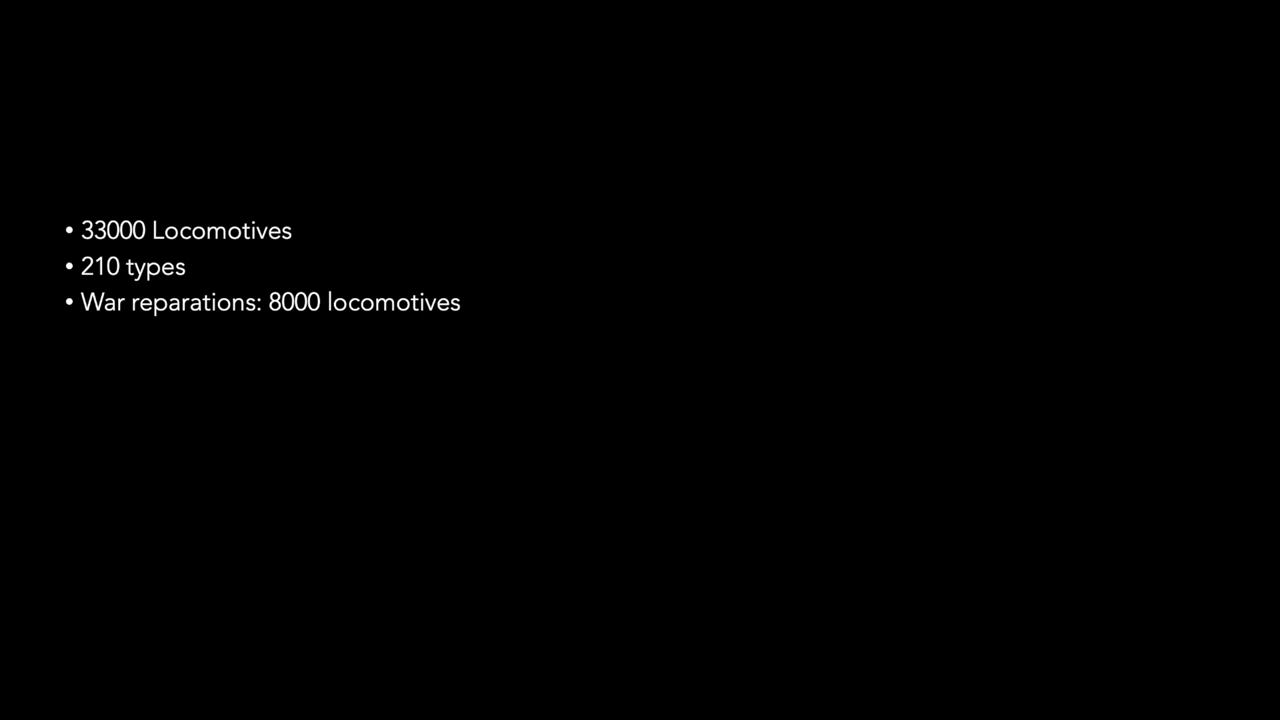 • 33000 Locomotives
• 210 types
• War reparations: 8000 locomotives